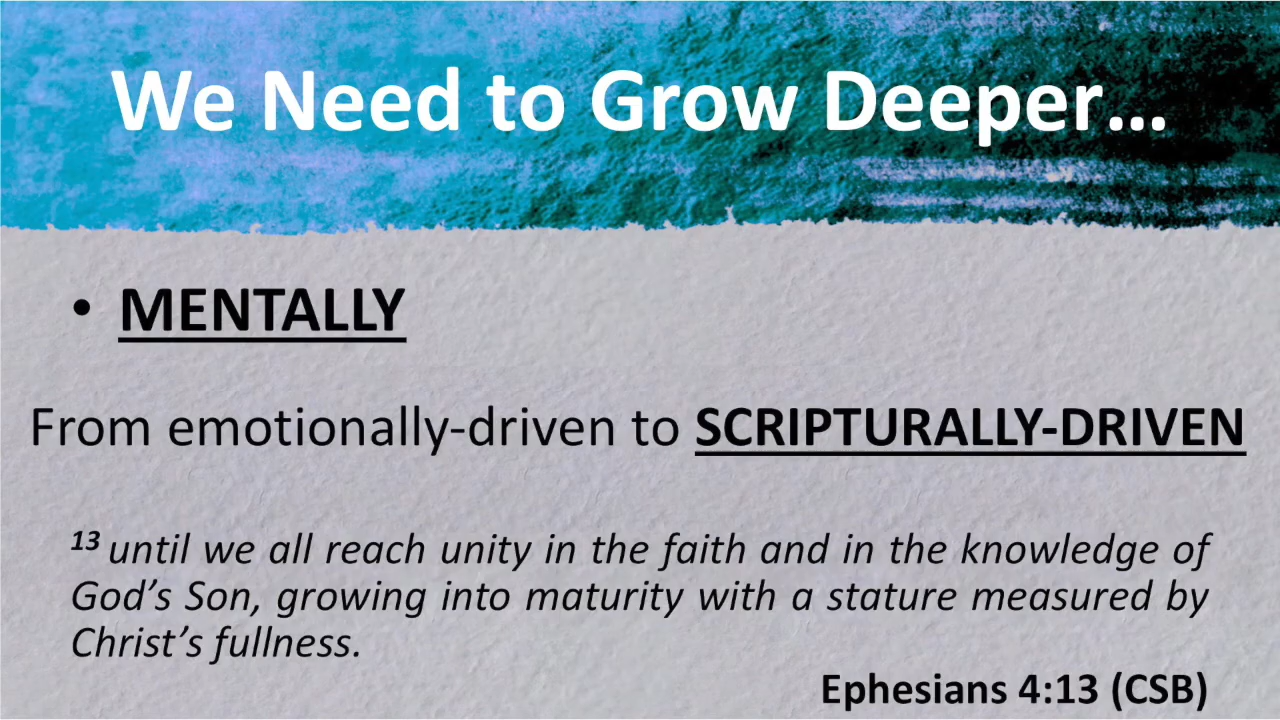 We Need to Grow Deeper...
• MENTALLY
From emotionally-driven to SCRIPTURALLY-DRIVEN
13 until we all reach unity in the faith and in the knowledge of
God’s Son, growing into maturity with a stature measured by
Christ’s fullness.
Ephesians 4:13 (CSB)